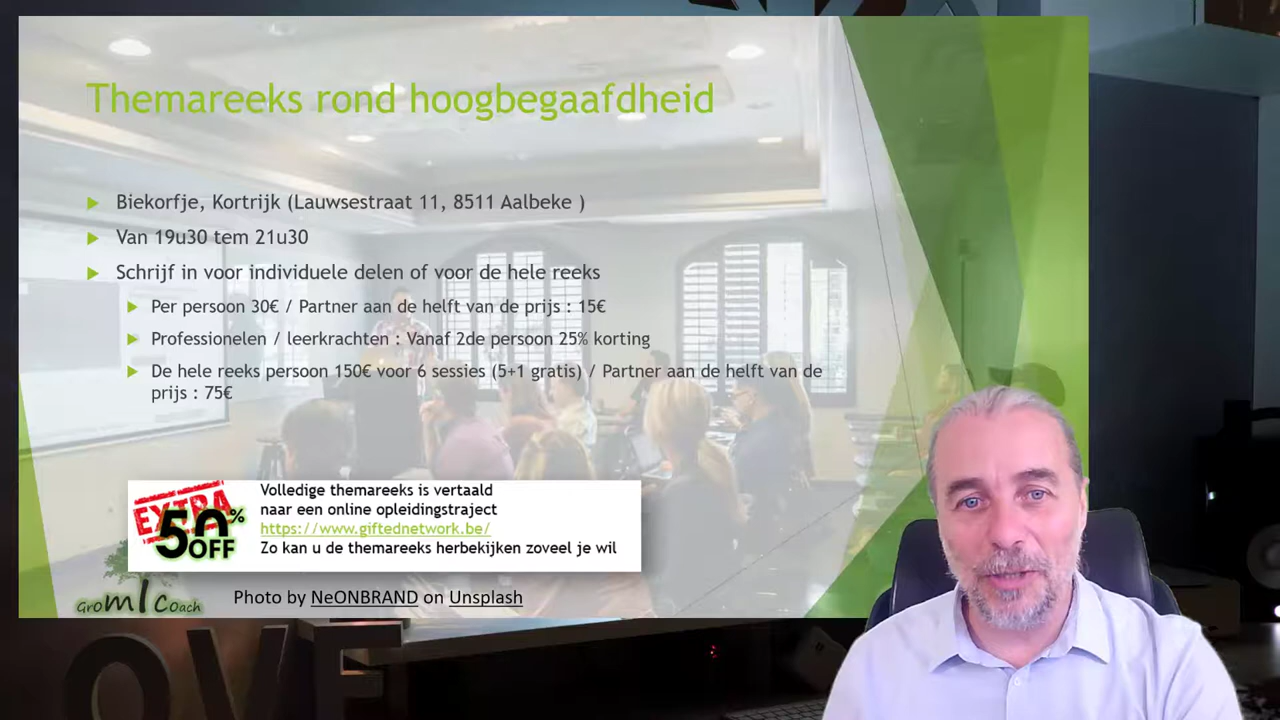 Themareeks rond hoogbegaafdheid
Biekorfje, Kortrijk (Lauwsestraat 11, 8511 Aalbeke )
Van 19u30 tem 21u30
Schrijf in voor individuele delen of voor de hele reeks
Per persoon 30€ / Partner aan de helft van de prijs : 15€
Professionelen / leerkrachten : Vanaf 2de persoon 25% korting
De hele reeks persoon 150€ voor 6 sessies (5+1 gratis) / Partner aan de helft van de
prijs : 75€
EXTRA
50%
OFF
Volledige themareeks is vertaald
naar een online opleidingstraject
https://www.giftednetwork.be/
Zo kan u de themareeks herbekijken zoveel je wil
GromICoach
Photo by NeONBRAND on Unsplash